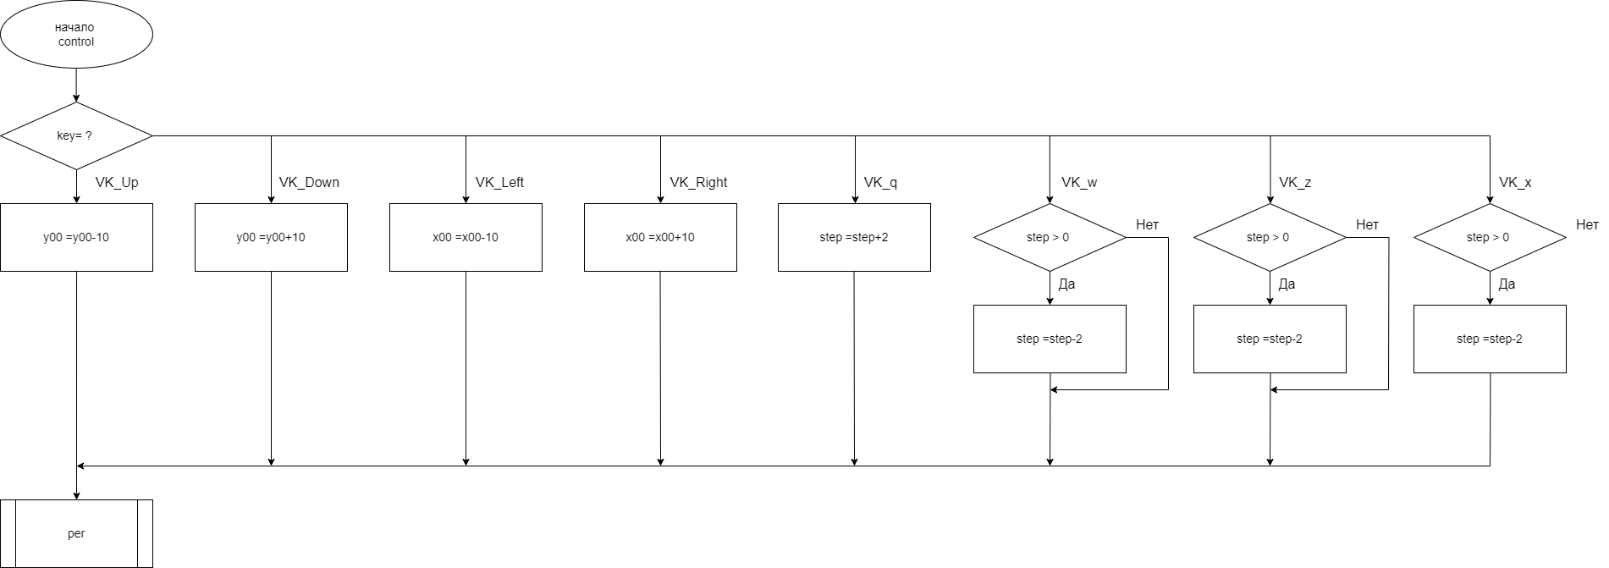 начало
control
key= ?
VK_Up
VK_Down
VK_Left
VK_Right
VK_q
VK_w
VK_z
VK_x
y00 =y00-10
y00 =y00+10
x00 =x00-10
x00 =x00+10
step =step+2
step > 0
Нет
step > 0
Нет
step > 0
Нет
Да
Да
Да
step =step-2
step =step-2
step =step-2
per